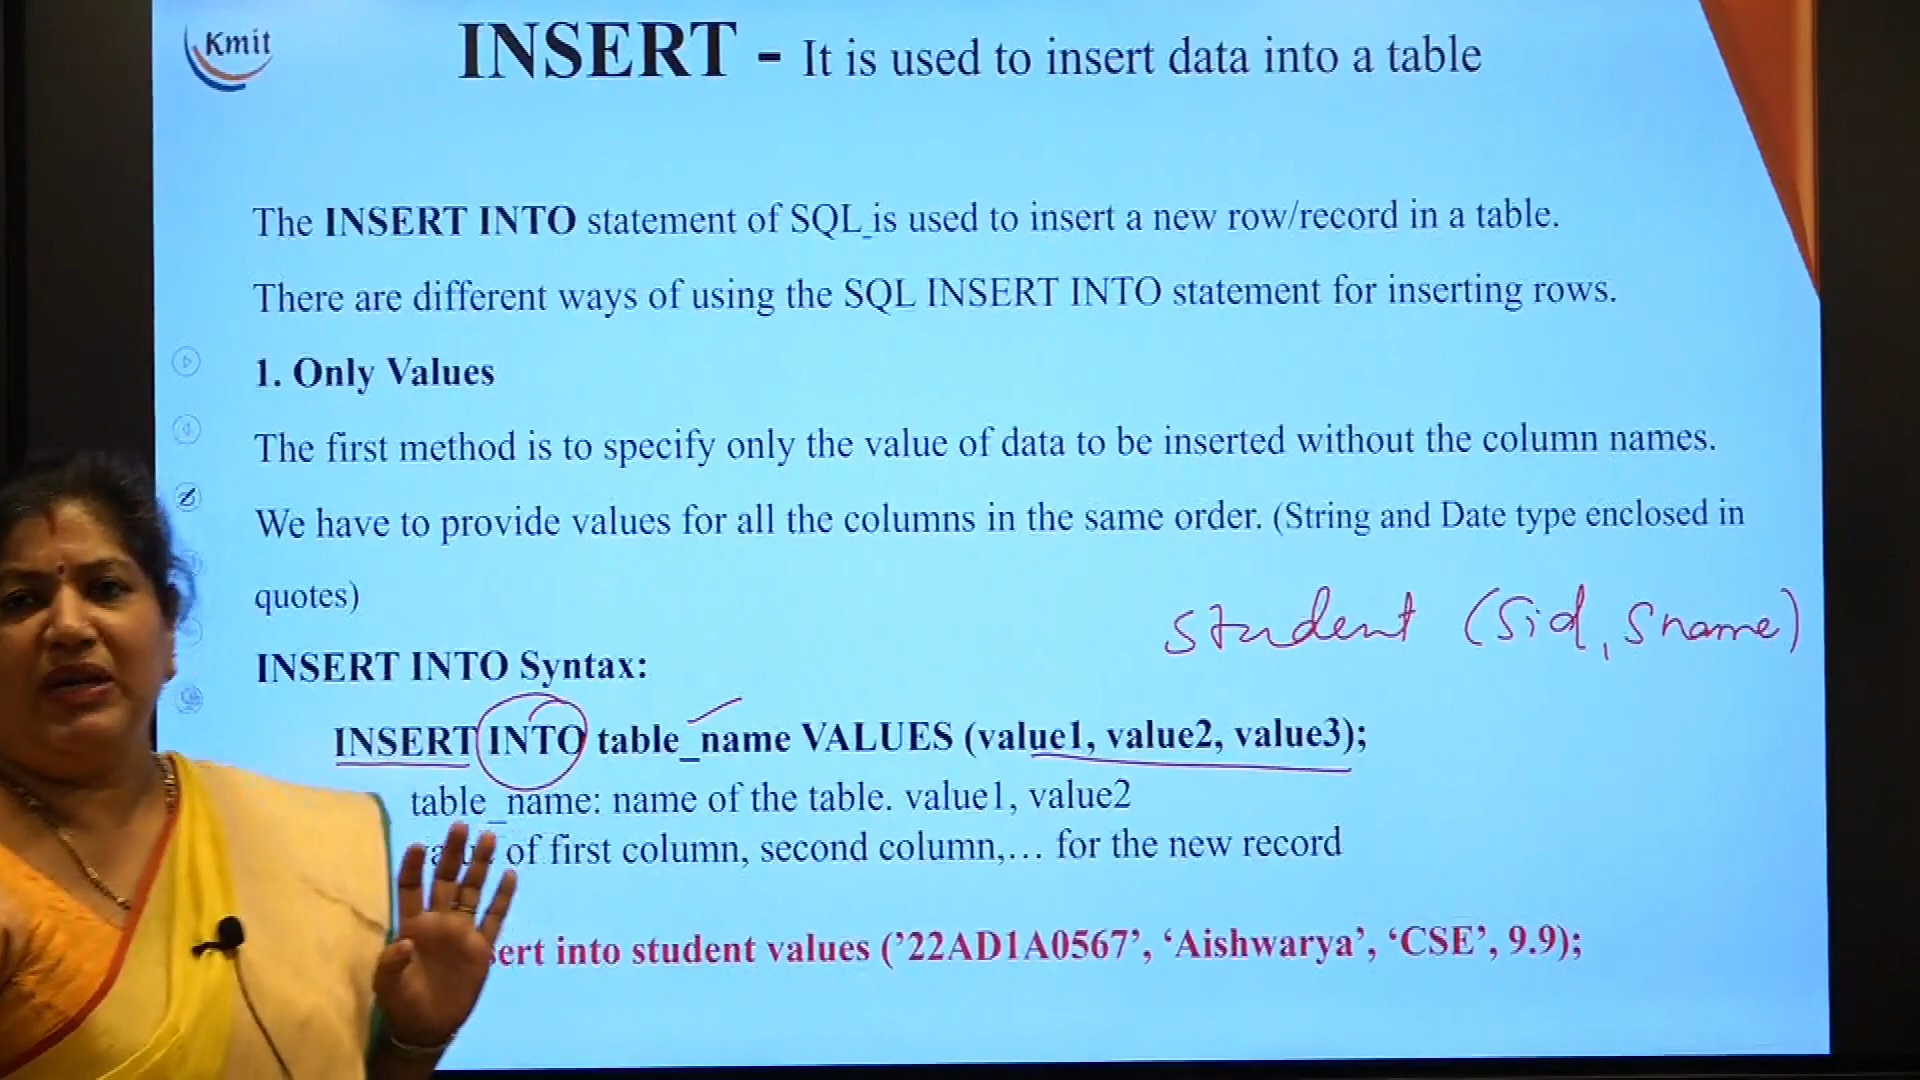 Kmit
INSERT - It is used to insert data into a table
The INSERT INTO statement of SQL is used to insert a new row/record in a table.
There are different ways of using the SQL INSERT INTO statement for inserting rows.
1. Only Values
The first method is to specify only the value of data to be inserted without the column names.
We have to provide values for all the columns in the same order. (String and Date type enclosed in
quotes)
student (Sid, Sname)
INSERT INTO Syntax:
INSERT INTO table_name VALUES (value1, value2, value3);
table_name: name of the table. value1, value2
of first column, second column,… for the new record
into student values (’22AD1A0567’, ‘Aishwarya’, ‘CSE’, 9.9);